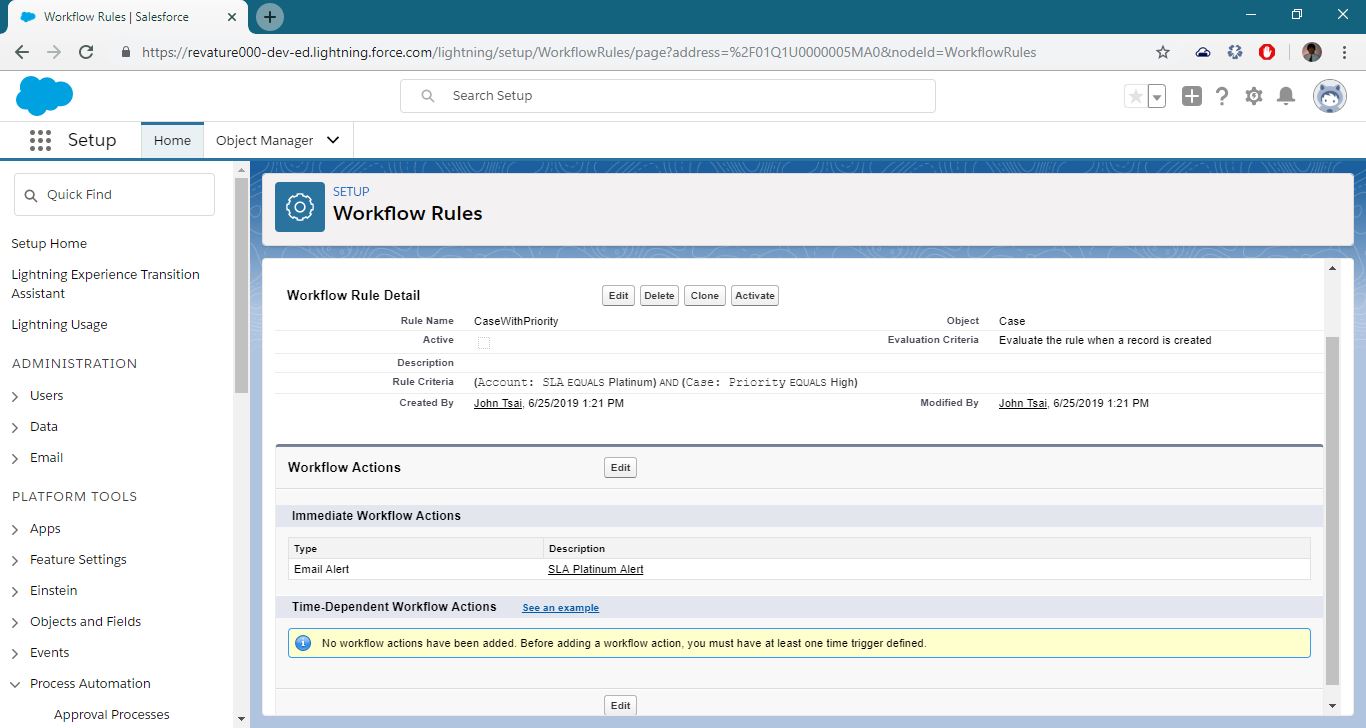 Workflow Rules | Salesforce
https://revature000-dev-ed.lightning.force.com/lightning/setup/WorkflowRules/page?address=%2F01Q1U0000005MA0&nodeId=WorkflowRules
Search Setup
Setup Home Object Manager
Quick Find
Setup Home
Lightning Experience Transition
Assistant
Lightning Usage
ADMINISTRATION
Users
Data
Email
PLATFORM TOOLS
Apps
Feature Settings
Einstein
Objects and Fields
Events
Process Automation
Approval Processes
SETUP
Workflow Rules
Workflow Rule Detail Edit Delete Clone Activate
Rule Name CaseWithPriority Object Case
Active Evaluation Criteria Evaluate the rule when a record is created
Description
Rule Criteria (Account: SLA EQUALS Platinum) AND (Case: Priority EQUALS High)
Created By John Tsai, 6/25/2019 1:21 PM Modified By John Tsai, 6/25/2019 1:21 PM
Workflow Actions Edit
Immediate Workflow Actions
Type Description
Email Alert SLA Platinum Alert
Time-Dependent Workflow Actions See an example
No workflow actions have been added. Before adding a workflow action, you must have at least one time trigger defined.
Edit